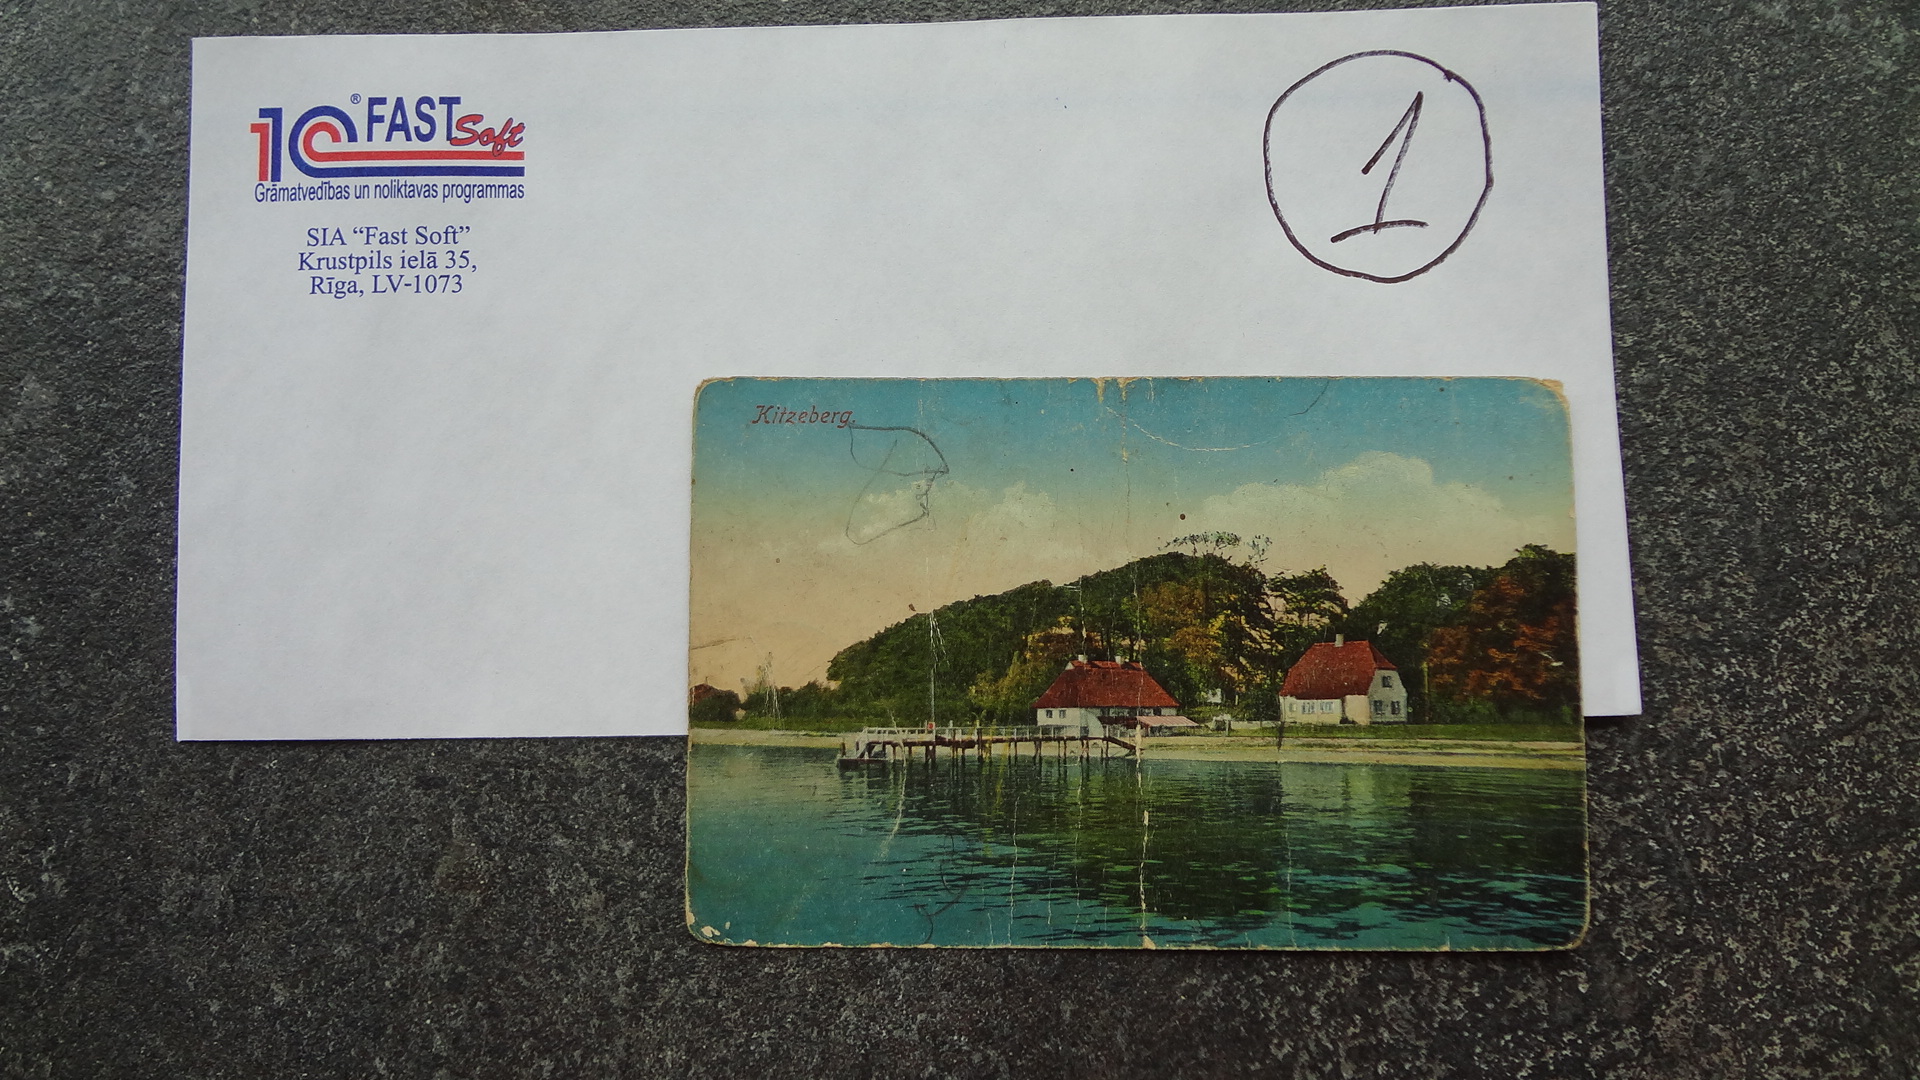 1C® FAST Soft
Grāmatvedības un noliktavas programmas
SIA “Fast Soft”
Krustpils ielā 35,
Rīga, LV-1073
1
Kitzeberg.